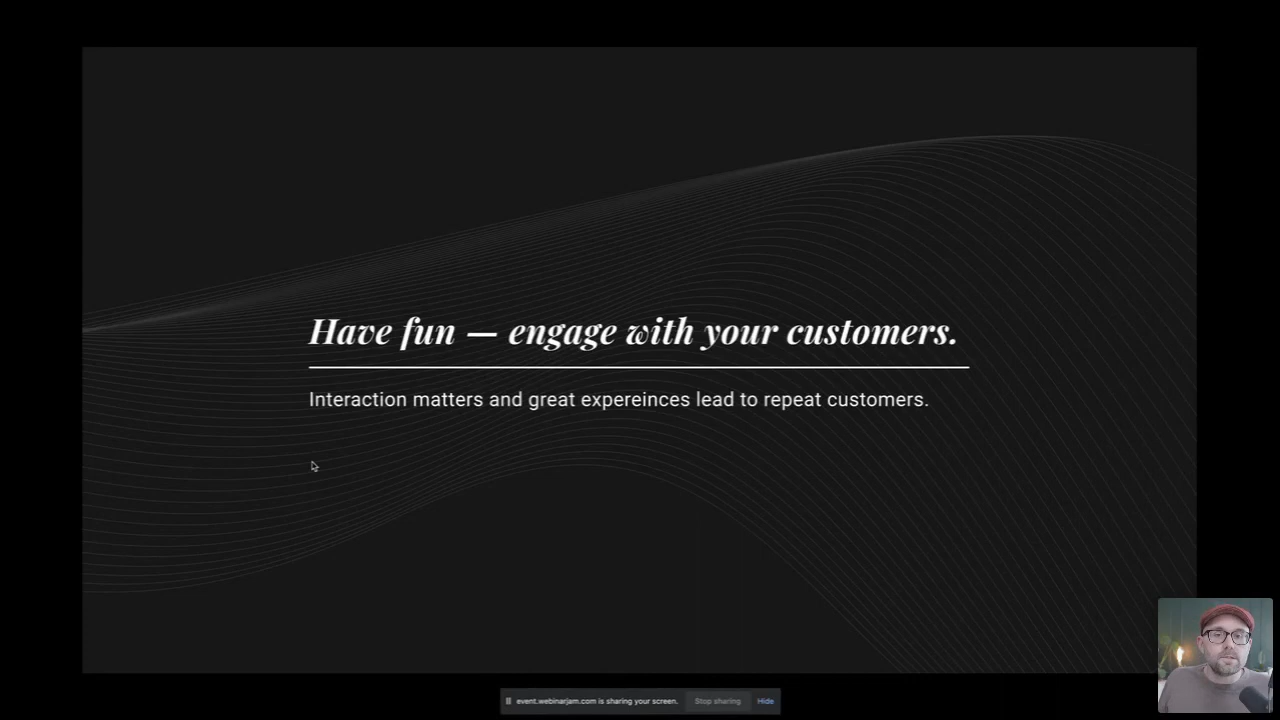 Have fun — engage with your customers.
Interaction matters and great expereinces lead to repeat customers.
event.webinarjam.com is sharing your screen. Stop sharing Hide